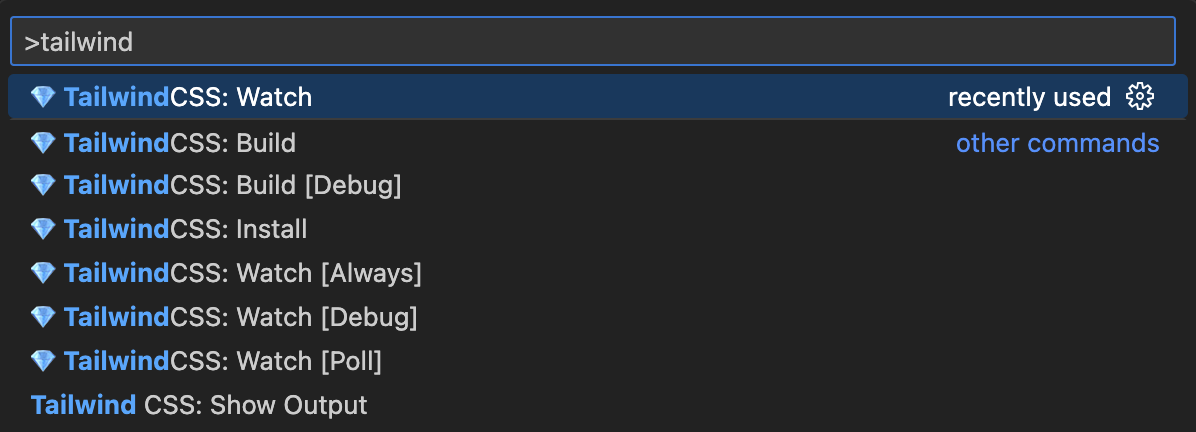 >tailwind
💎 TailwindCSS: Watch recently used
💎 TailwindCSS: Build other commands
💎 TailwindCSS: Build [Debug]
💎 TailwindCSS: Install
💎 TailwindCSS: Watch [Always]
💎 TailwindCSS: Watch [Debug]
💎 TailwindCSS: Watch [Poll]
Tailwind CSS: Show Output